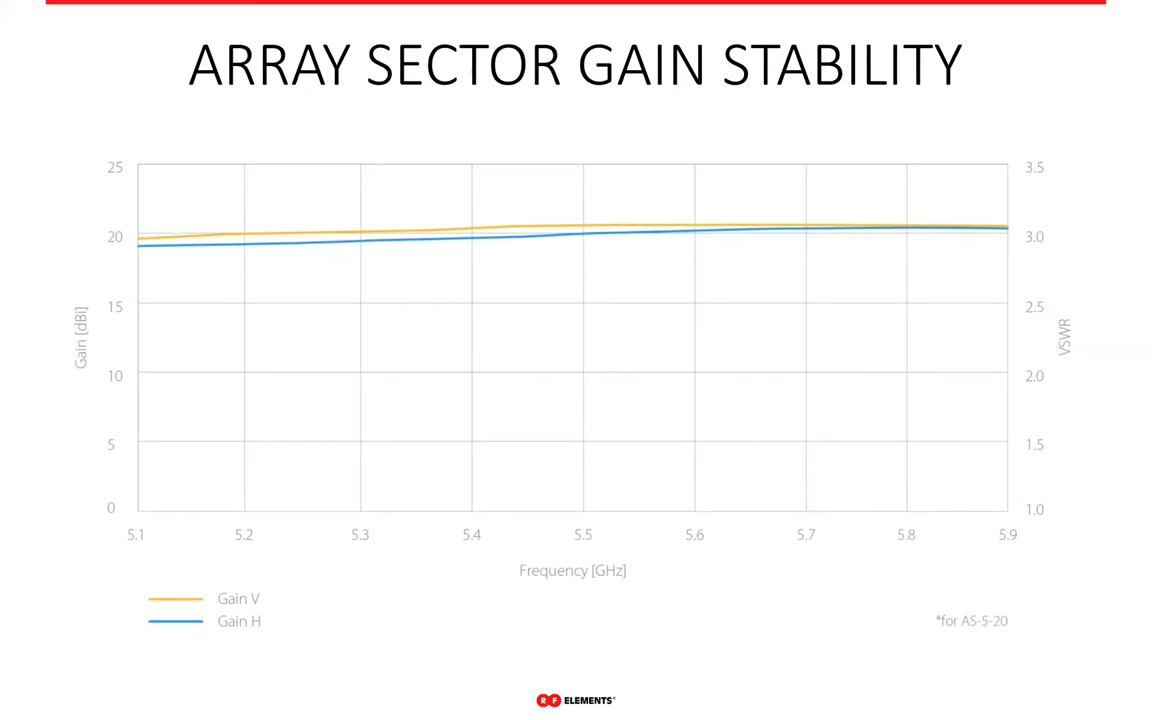 ARRAY SECTOR GAIN STABILITY
25
20
15
10
5
0
Gain [dBi]
3.5
3.0
2.5
2.0
1.5
1.0
VSWR
5.1 5.2 5.3 5.4 5.5 5.6 5.7 5.8 5.9
Frequency [GHz]
Gain V
Gain H
*for AS-5-20
RF ELEMENTS®